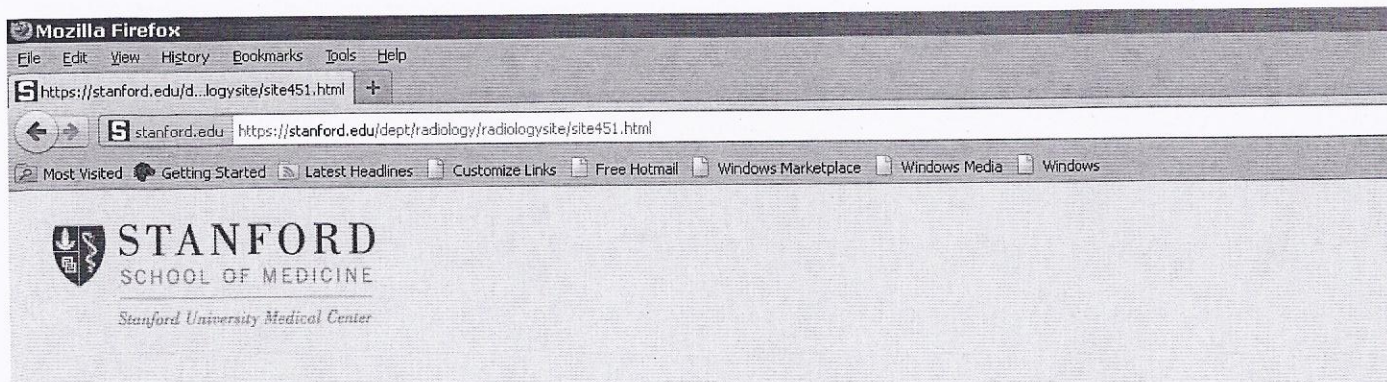 Mozilla Firefox
File Edit View History Bookmarks Tools Help
https://stanford.edu/d...logysite/site451.html +
stanford.edu https://stanford.edu/dept/radiology/radiologysite/site451.html
Most Visited Getting Started Latest Headlines Customize Links Free Hotmail Windows Marketplace Windows Media Windows
STANFORD
SCHOOL OF MEDICINE
Stanford University Medical Center